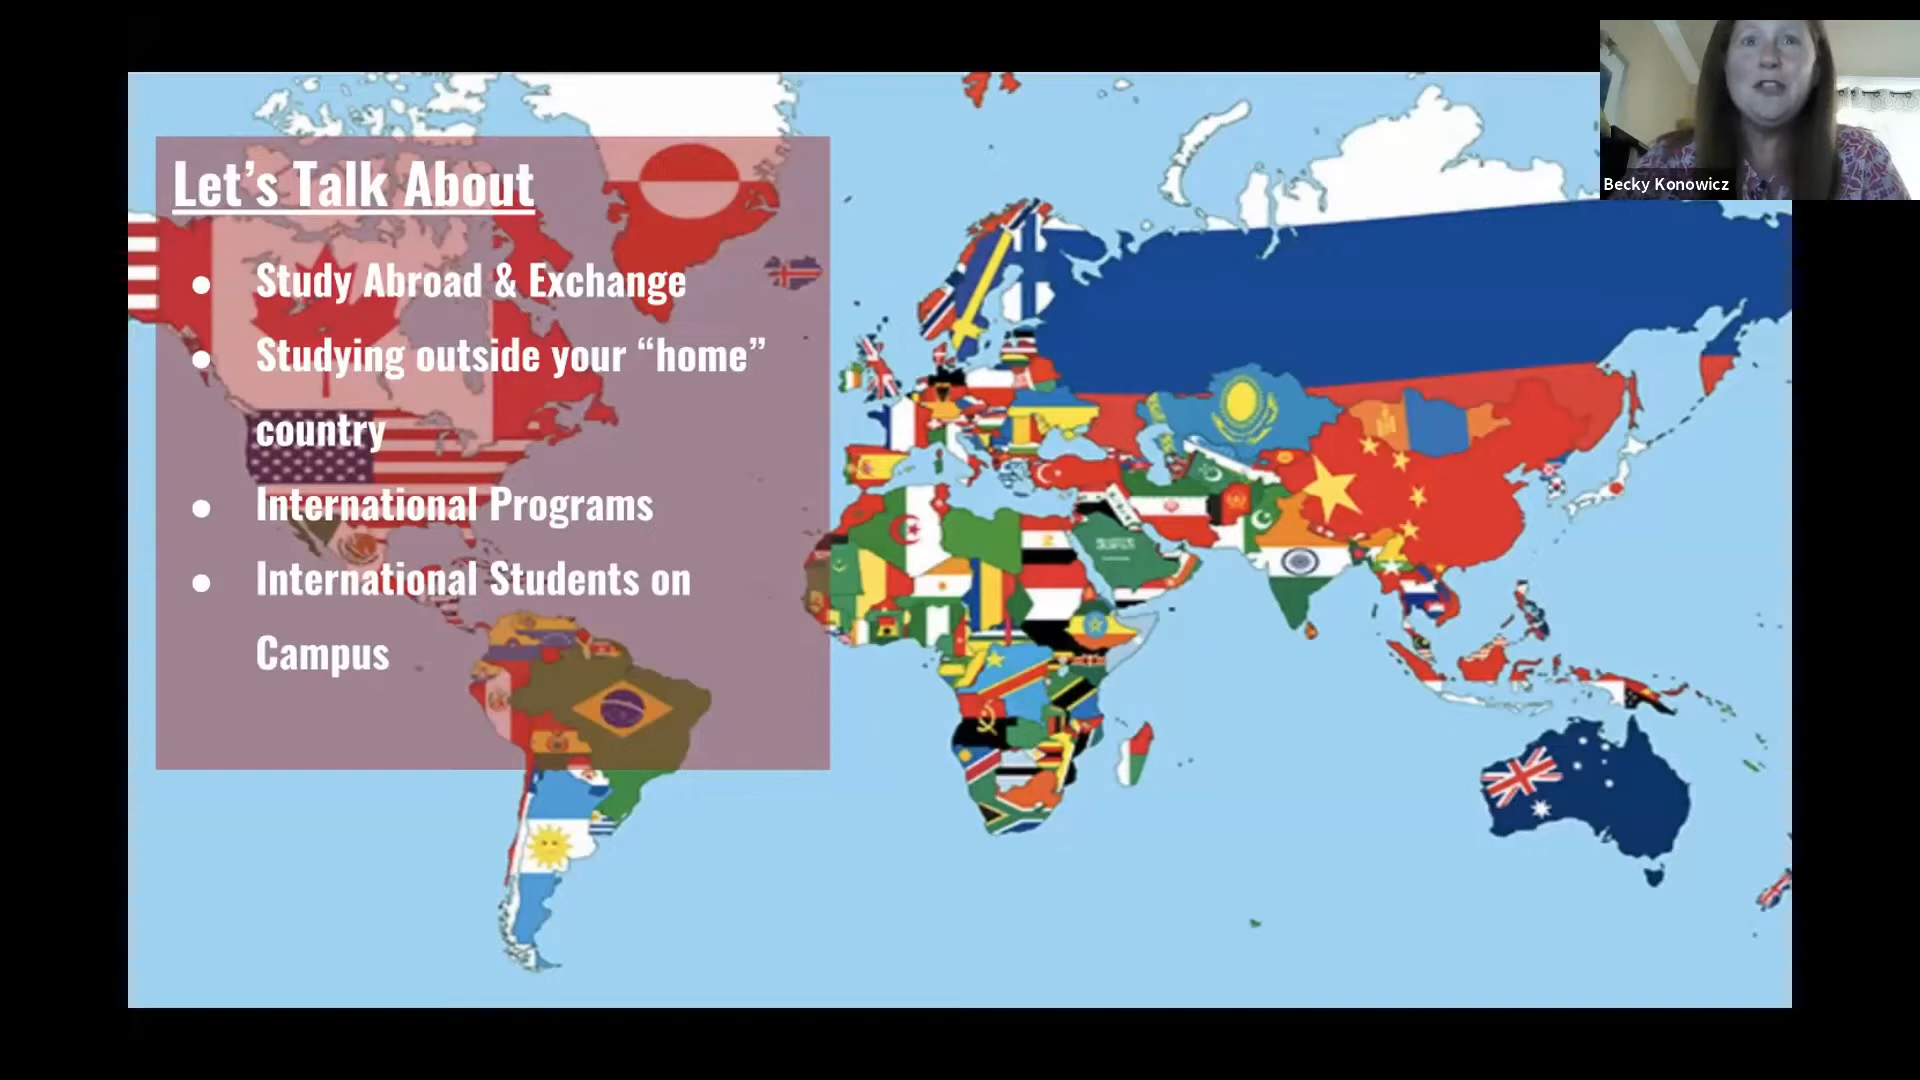 Let’s Talk About
● Study Abroad & Exchange
● Studying outside your “home”
country
● International Programs
● International Students on
Campus
Becky Konowicz